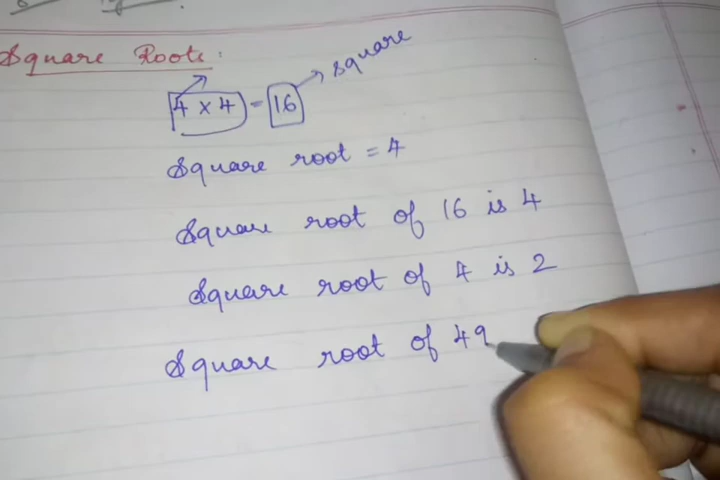 Square Roots:
4 x 4 = 16 square
Square root = 4
Square root of 16 is 4
Square root of 4 is 2
Square root of 49